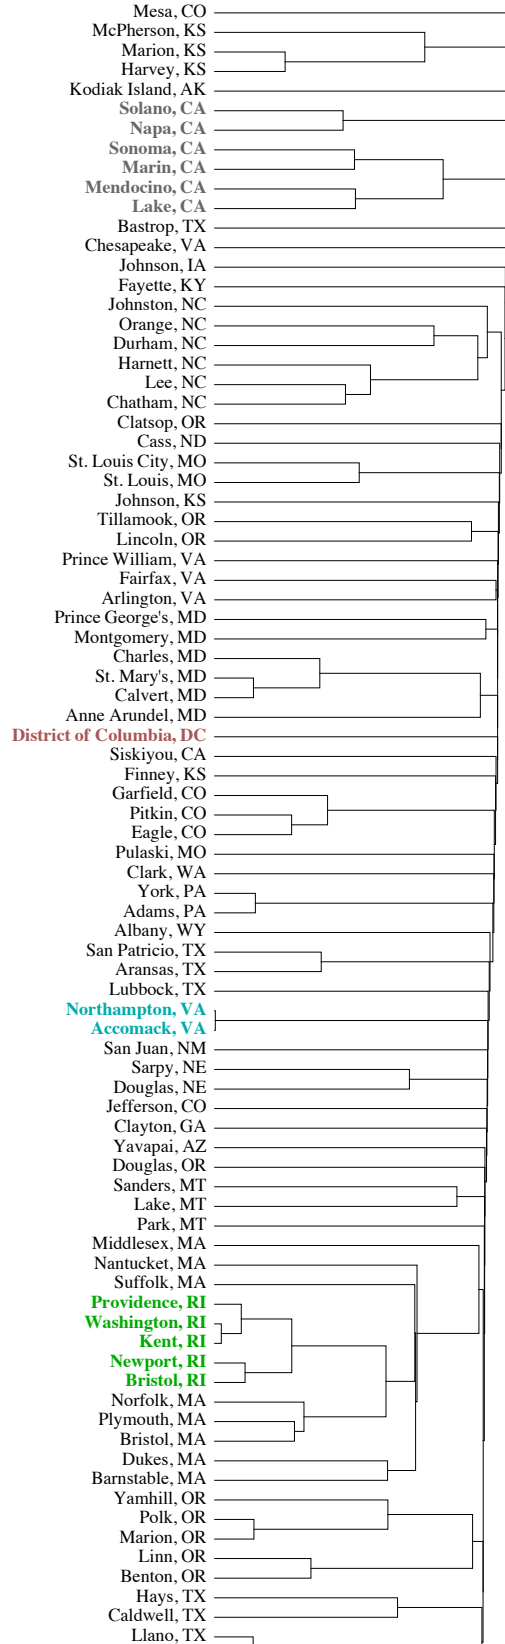 Mesa, CO
McPherson, KS
Marion, KS
Harvey, KS
Kodiak Island, AK
Solano, CA
Napa, CA
Sonoma, CA
Marin, CA
Mendocino, CA
Lake, CA
Bastrop, TX
Chesapeake, VA
Johnson, IA
Fayette, KY
Johnston, NC
Orange, NC
Durham, NC
Harnett, NC
Lee, NC
Chatham, NC
Clatsop, OR
Cass, ND
St. Louis City, MO
St. Louis, MO
Johnson, KS
Tillamook, OR
Lincoln, OR
Prince William, VA
Fairfax, VA
Arlington, VA
Prince George's, MD
Montgomery, MD
Charles, MD
St. Mary's, MD
Calvert, MD
Anne Arundel, MD
District of Columbia, DC
Siskiyou, CA
Finney, KS
Garfield, CO
Pitkin, CO
Eagle, CO
Pulaski, MO
Clark, WA
York, PA
Adams, PA
Albany, WY
San Patricio, TX
Aransas, TX
Lubbock, TX
Northampton, VA
Accomack, VA
San Juan, NM
Sarpy, NE
Douglas, NE
Jefferson, CO
Clayton, GA
Yavapai, AZ
Douglas, OR
Sanders, MT
Lake, MT
Park, MT
Middlesex, MA
Nantucket, MA
Suffolk, MA
Providence, RI
Washington, RI
Kent, RI
Newport, RI
Bristol, RI
Norfolk, MA
Plymouth, MA
Bristol, MA
Dukes, MA
Barnstable, MA
Yamhill, OR
Polk, OR
Marion, OR
Linn, OR
Benton, OR
Hays, TX
Caldwell, TX
Llano, TX